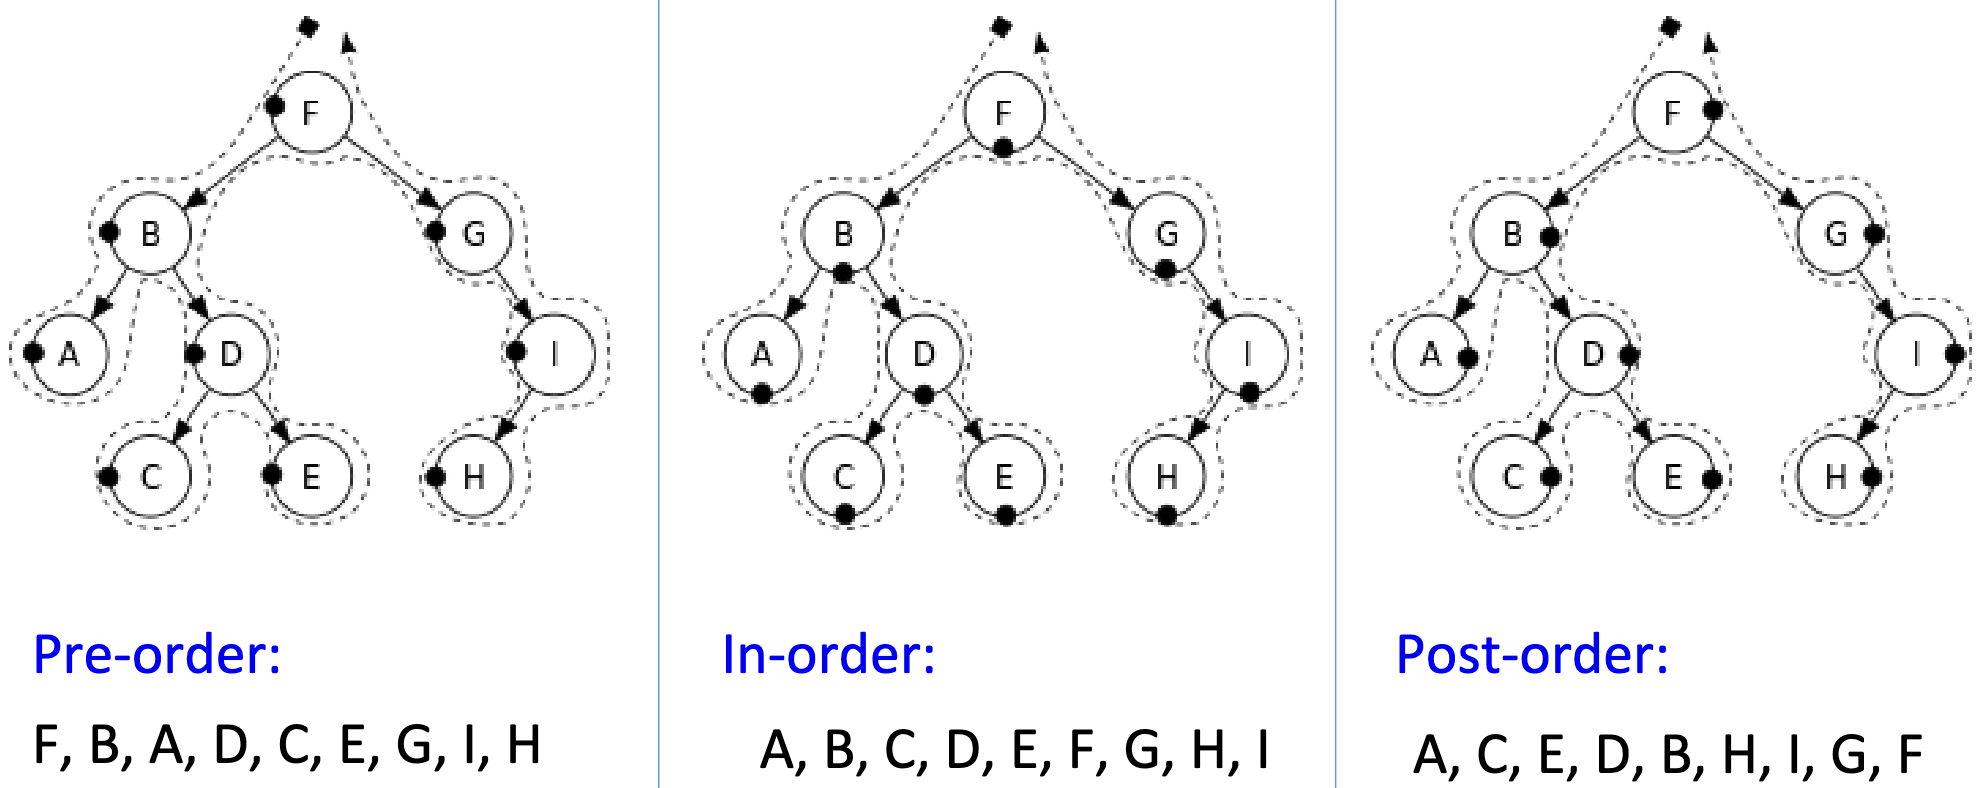 F
B
G
A
D
I
C
E
H
Pre-order:
F, B, A, D, C, E, G, I, H
F
B
G
A
D
I
C
E
H
In-order:
A, B, C, D, E, F, G, H, I
F
B
G
A
D
I
C
E
H
Post-order:
A, C, E, D, B, H, I, G, F